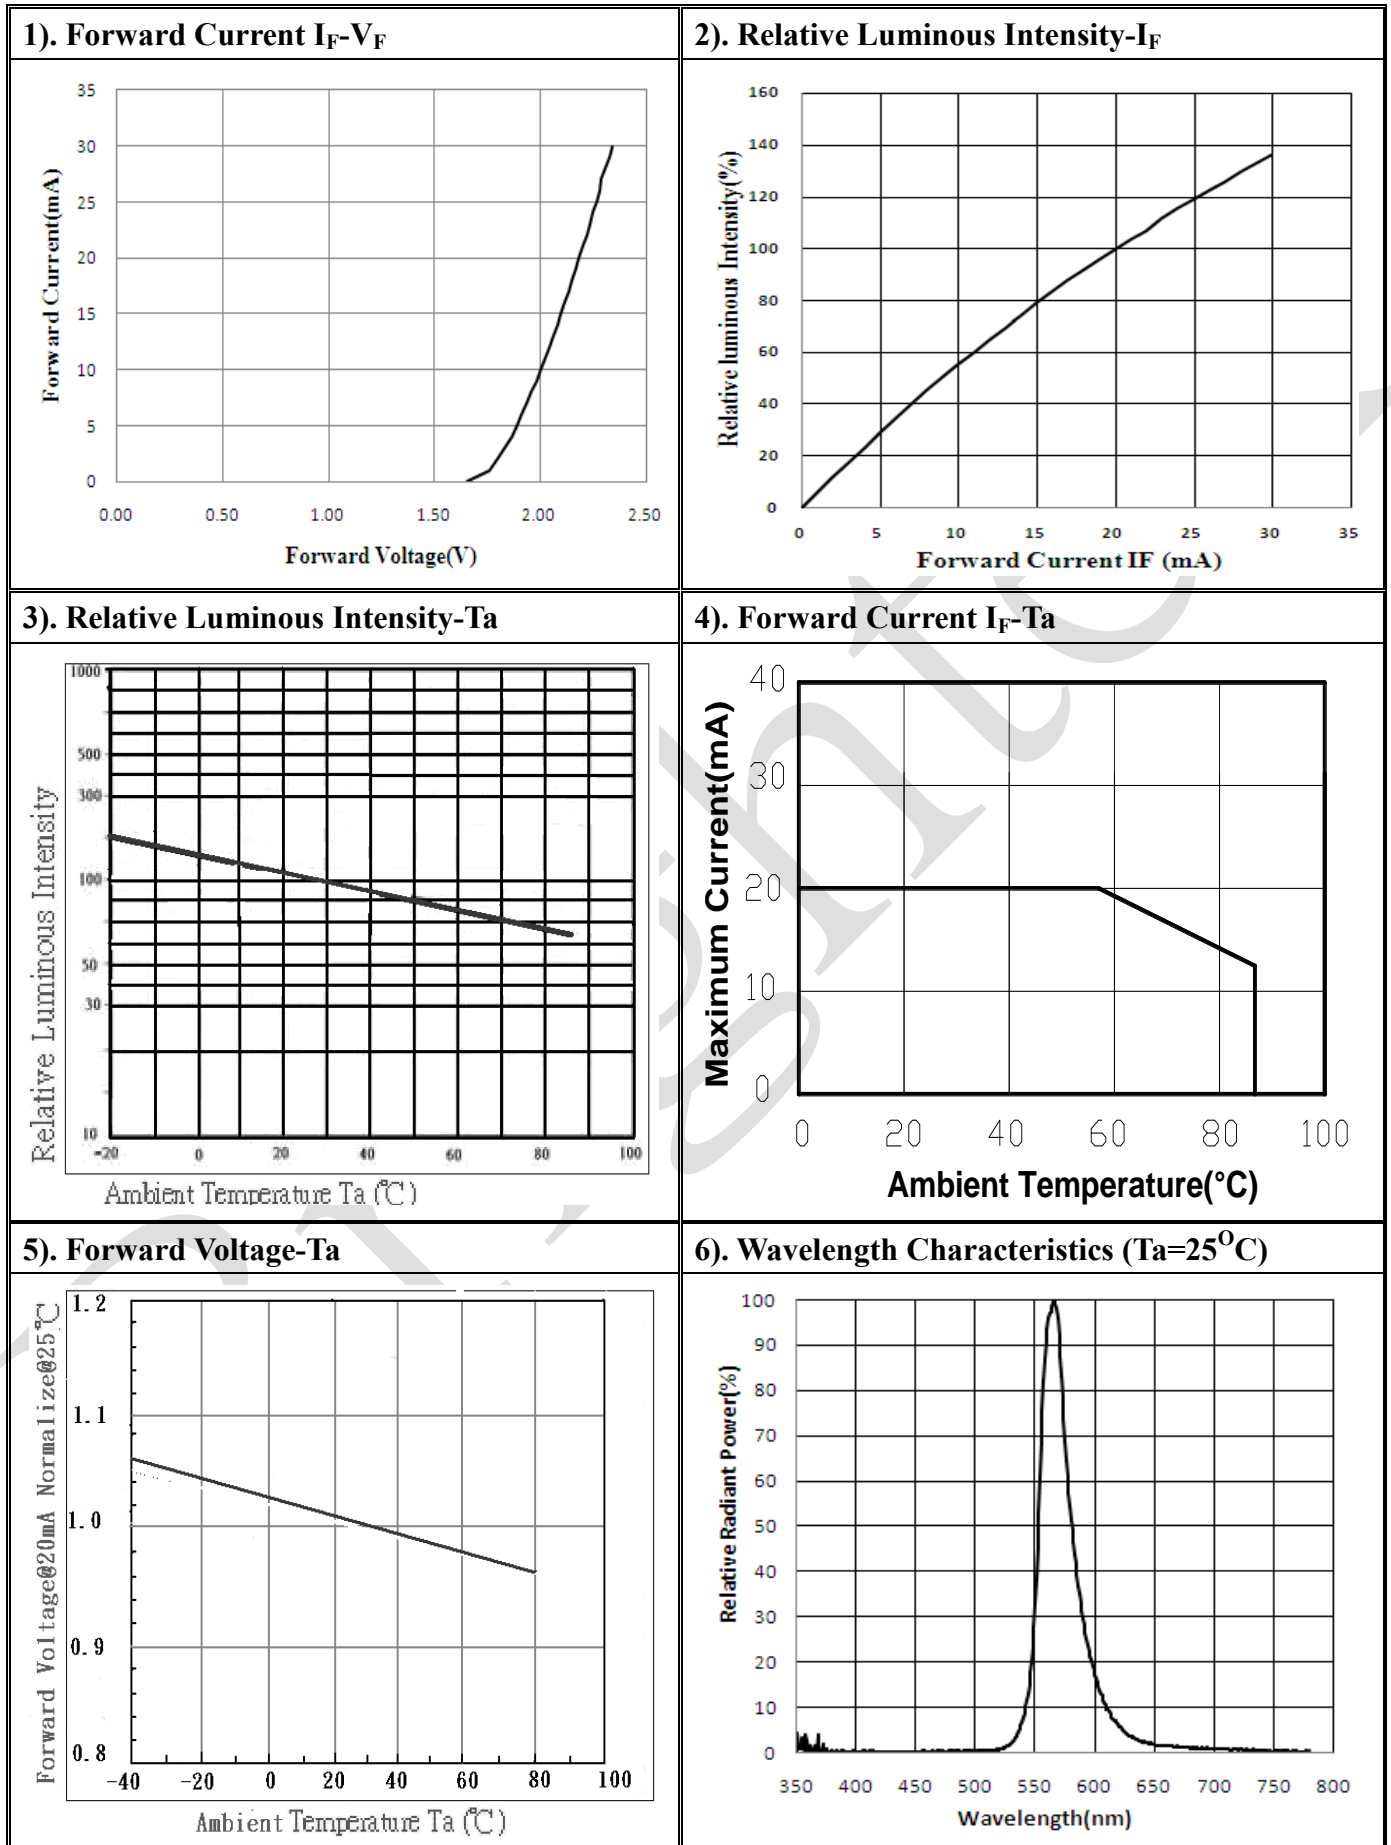 1). Forward Current IF-VF
35
30
25
20
15
10
5
0
0.00 0.50 1.00 1.50 2.00 2.50
Forward Current(mA)
Forward Voltage(V)
2). Relative Luminous Intensity-IF
160
140
120
100
80
60
40
20
0
0 5 10 15 20 25 30 35
Relative luminous Intensity(%)
Forward Current IF (mA)
3). Relative Luminous Intensity-Ta
1000
500
300
100
50
30
10
-20 0 20 40 60 80 100
Relative Luminous Intensity
Ambient Temperature Ta (℃)
4). Forward Current IF-Ta
40
30
20
10
0
0 20 40 60 80 100
Maximum Current(mA)
Ambient Temperature(°C)
5). Forward Voltage-Ta
1.2
1.1
1.0
0.9
0.8
-40 -20 0 20 40 60 80 100
Forward Voltage@20mA Normalize@25℃
Ambient Temperature Ta (℃)
6). Wavelength Characteristics (Ta=25OC)
100
90
80
70
60
50
40
30
20
10
0
350 400 450 500 550 600 650 700 750 800
Relative Radiant Power(%)
Wavelength(nm)